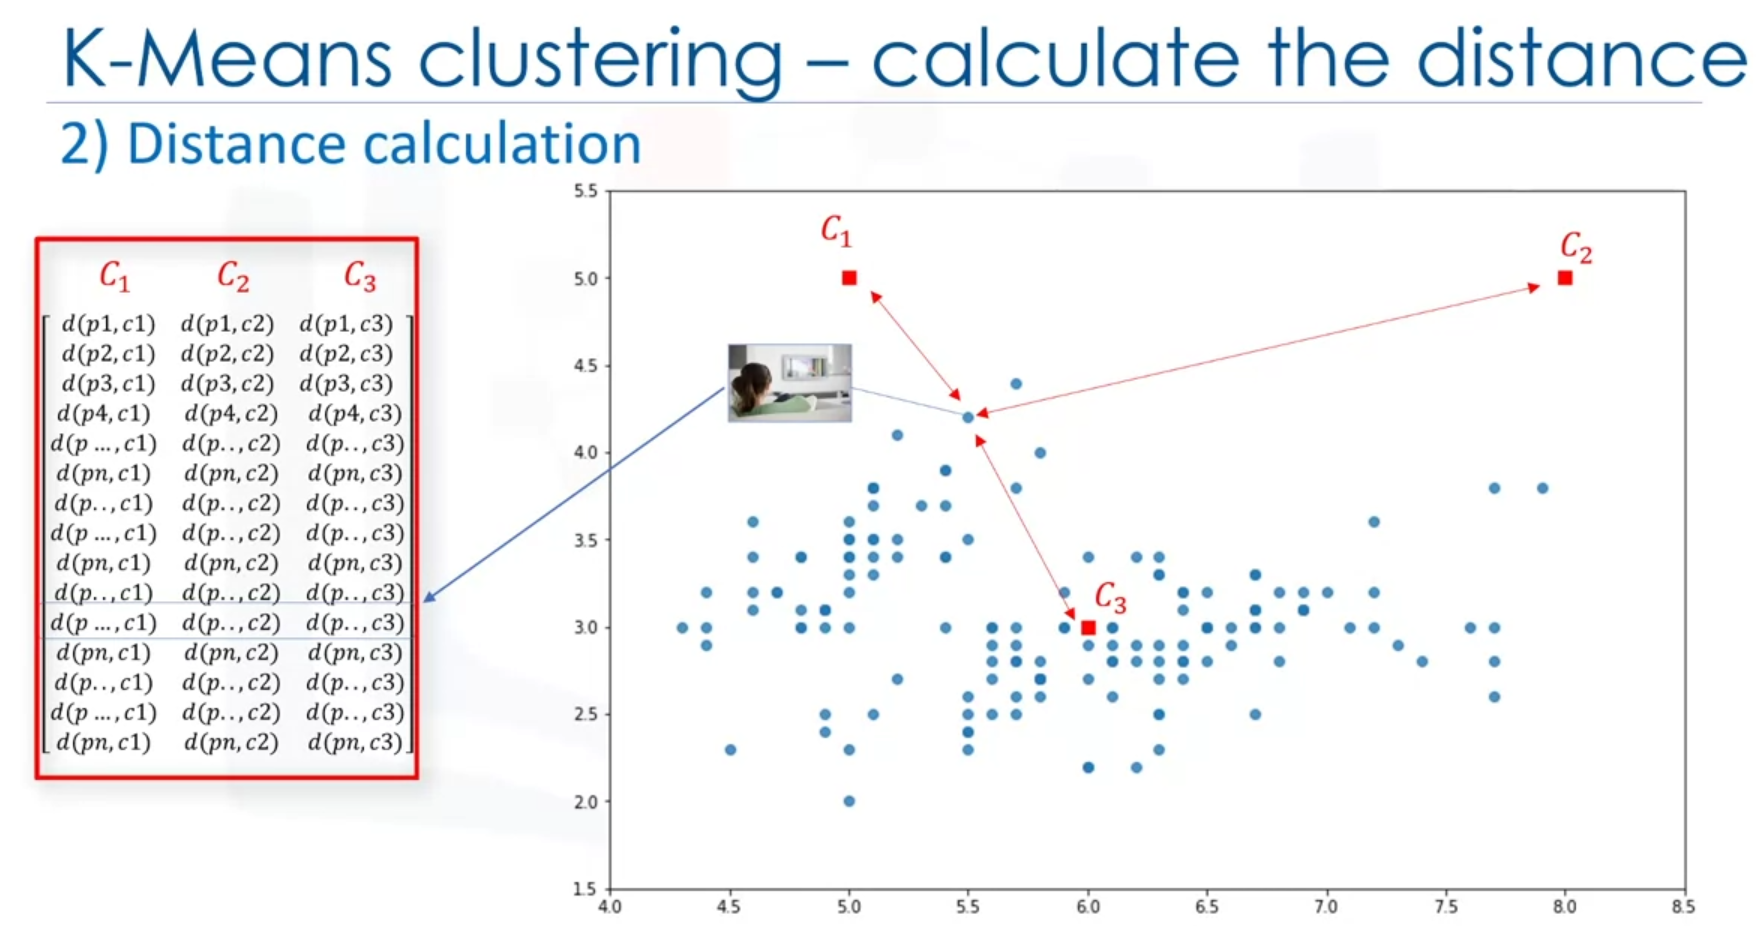 K-Means clustering – calculate the distance
2) Distance calculation
C₁ C₂ C₃
d(p1,c1) d(p1,c2) d(p1,c3)
d(p2,c1) d(p2,c2) d(p2,c3)
d(p3,c1) d(p3,c2) d(p3,c3)
d(p4,c1) d(p4,c2) d(p4,c3)
d(p …,c1) d(p..,c2) d(p..,c3)
d(pn,c1) d(pn,c2) d(pn,c3)
d(p..,c1) d(p..,c2) d(p..,c3)
d(p …,c1) d(p..,c2) d(p..,c3)
d(pn,c1) d(pn,c2) d(pn,c3)
d(p..,c1) d(p..,c2) d(p..,c3)
d(p …,c1) d(p..,c2) d(p..,c3)
d(pn,c1) d(pn,c2) d(pn,c3)
d(p..,c1) d(p..,c2) d(p..,c3)
d(p …,c1) d(p..,c2) d(p..,c3)
d(pn,c1) d(pn,c2) d(pn,c3)
5.5
5.0
4.5
4.0
3.5
3.0
2.5
2.0
1.5
C₁
C₂
C₃
4.0 4.5 5.0 5.5 6.0 6.5 7.0 7.5 8.0 8.5